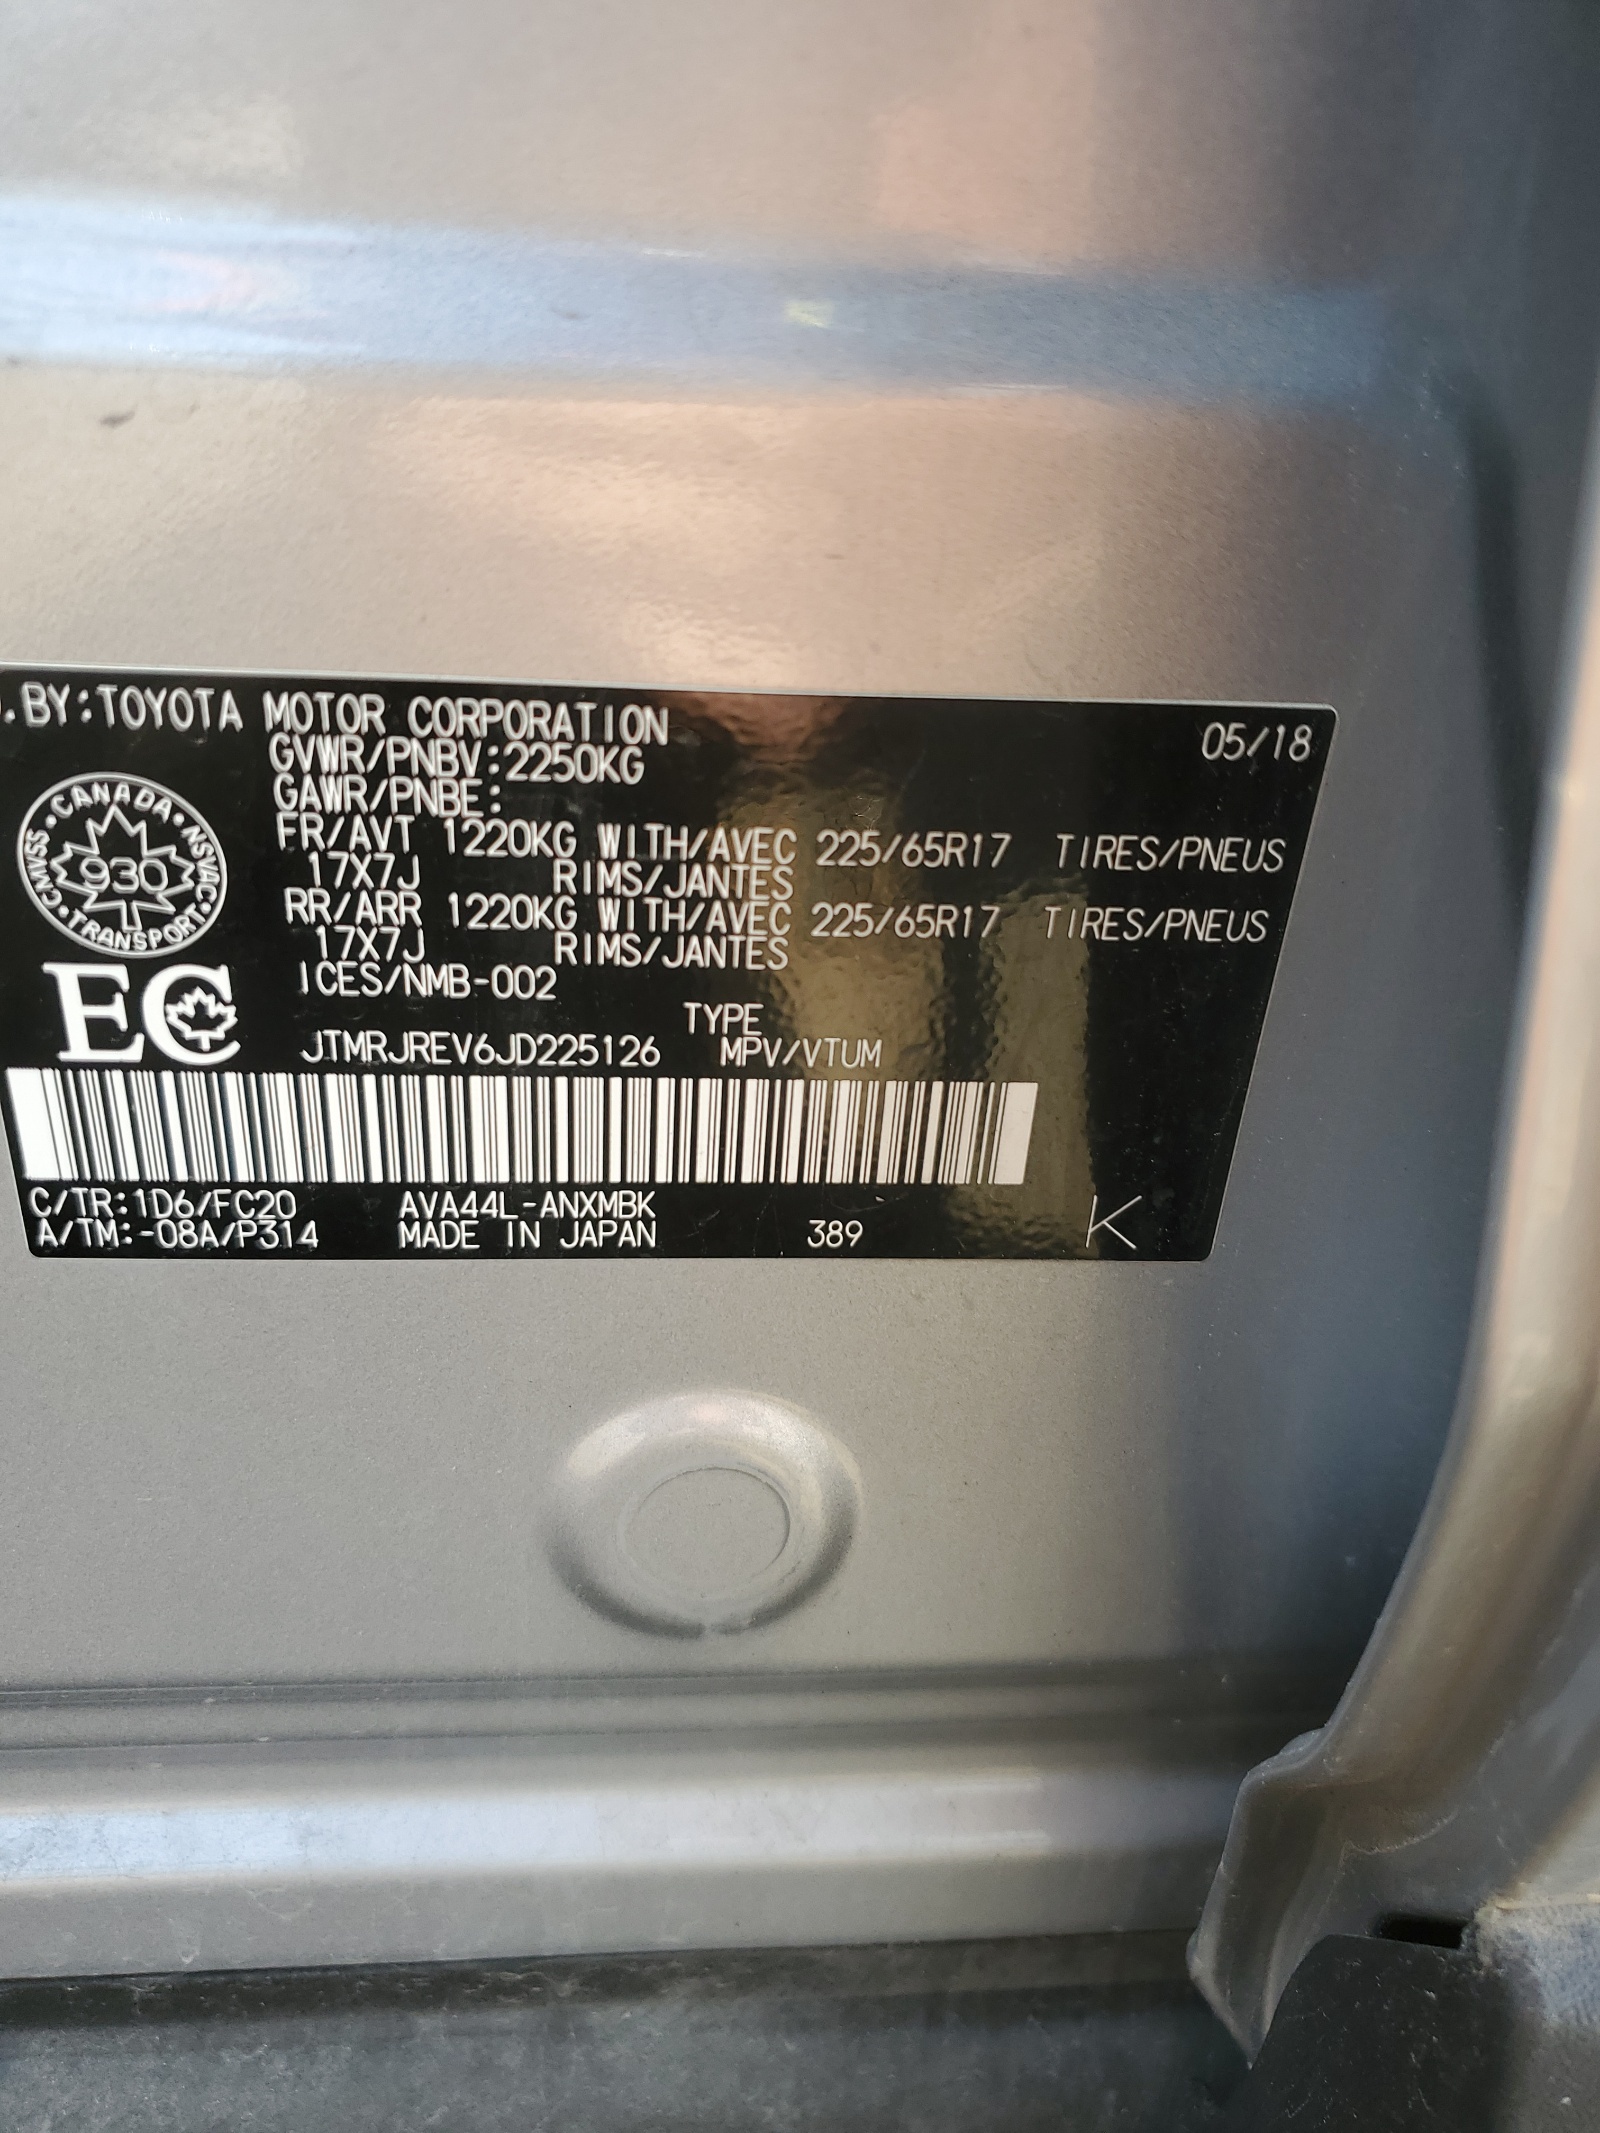 . BY:TOYOTA MOTOR CORPORATION 05/18
GVWR/PNBV:2250KG
GAWR/PNBE:
FR/AVT 1220KG WITH/AVEC 225/65R17 TIRES/PNEUS
17X7J RIMS/JANTES
RR/ARR 1220KG WITH/AVEC 225/65R17 TIRES/PNEUS
17X7J RIMS/JANTES
ICES/NMB-002
CANADA • NSVAC • TRANSPORT • CMVSS •
930
EC
TYPE
JTMRJREV6JD225126 MPV/VTUM
C/TR:1D6/FC20 AVA44L-ANXMBK
A/TM:-08A/P314 MADE IN JAPAN 389 K